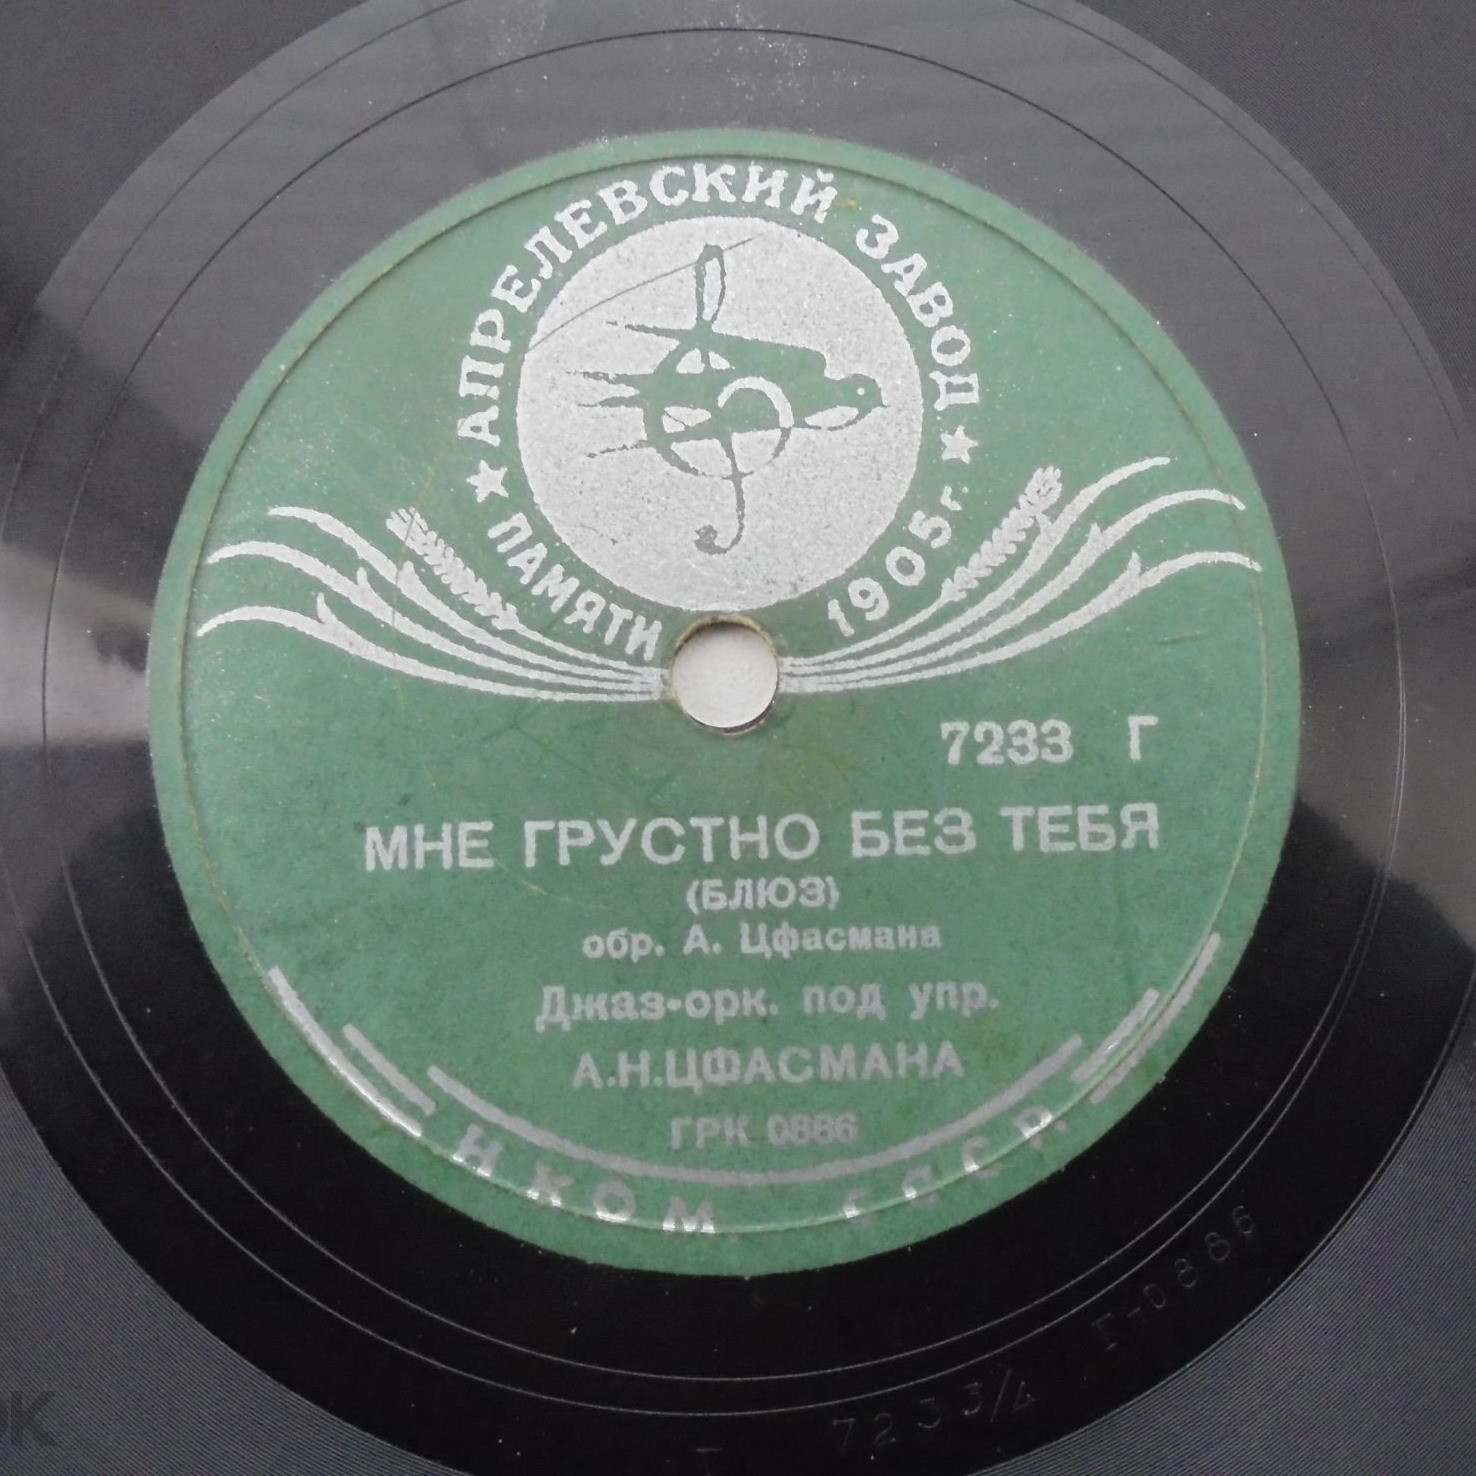 АПРЕЛЕВСКИЙ ЗАВОД
ПАМЯТИ 1905 г.
7233 Г
МНЕ ГРУСТНО БЕЗ ТЕБЯ
(БЛЮЗ)
обр. А. Цфасмана
Джаз-орк. под упр.
А.Н.ЦФАСМАНА
ГРК 0886
НКОМ СССР
7233/4 Г-0886